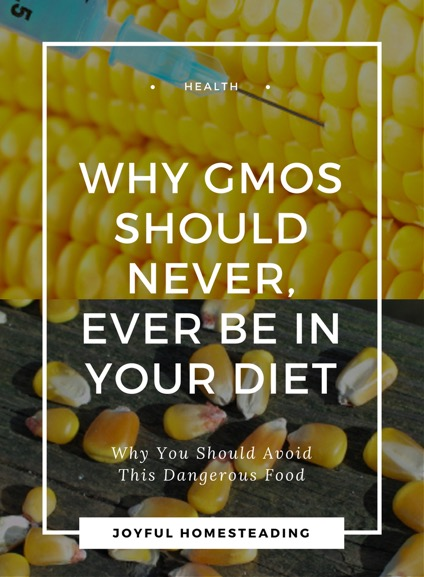 5
• HEALTH •
WHY GMOS
SHOULD
NEVER,
EVER BE IN
YOUR DIET
Why You Should Avoid
This Dangerous Food
JOYFUL HOMESTEADING